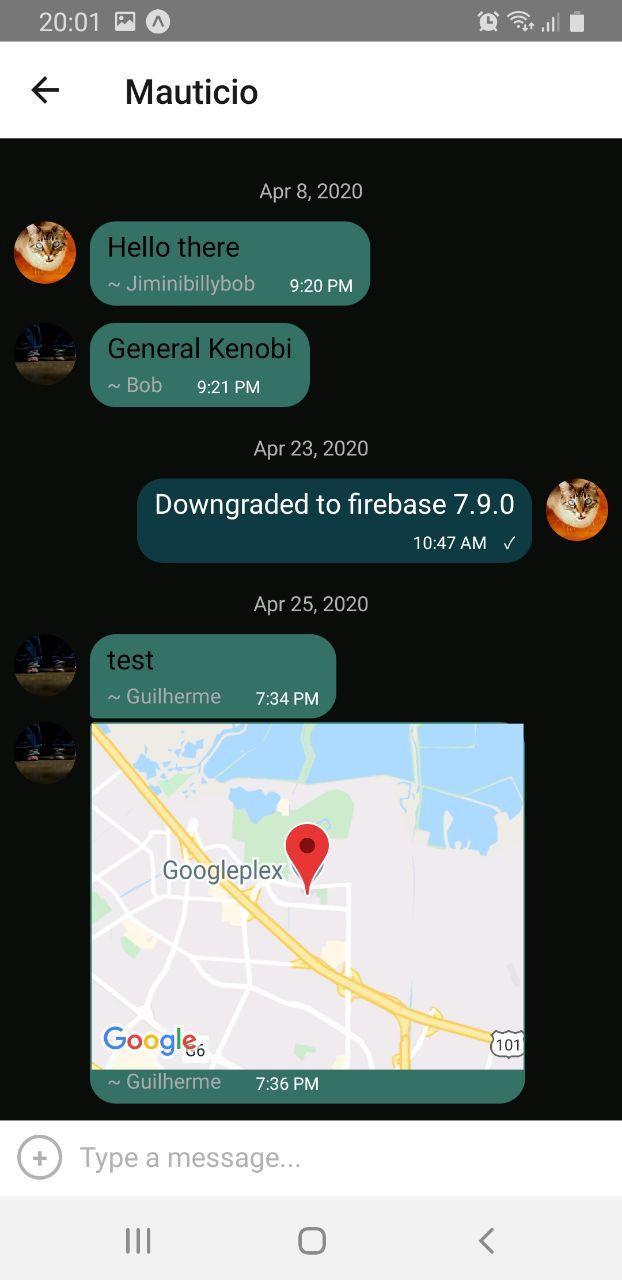 20:01
Mauticio
Apr 8, 2020
Hello there
~ Jiminibillybob 9:20 PM
General Kenobi
~ Bob 9:21 PM
Apr 23, 2020
Downgraded to firebase 7.9.0
10:47 AM ✓
Apr 25, 2020
test
~ Guilherme 7:34 PM
Googleplex
101
Google
~ Guilherme 7:36 PM
Type a message...